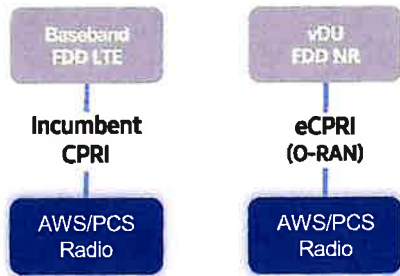 Baseband
FDD LTE
Incumbent
CPRI
AWS/PCS
Radio
vDU
FDD NR
eCPRI
(O-RAN)
AWS/PCS
Radio